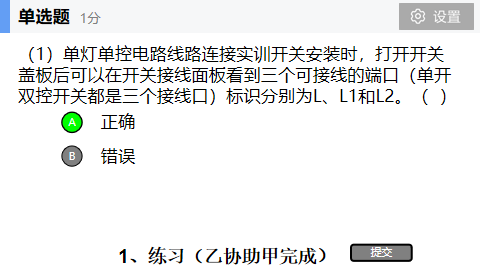 单选题 1分 设置
（1）单灯单控电路线路连接实训开关安装时，打开开关
盖板后可以在开关接线面板看到三个可接线的端口（单开
双控开关都是三个接线口）标识分别为L、L1和L2。（ ）
A 正确
B 错误
1、练习（乙协助甲完成） 提交